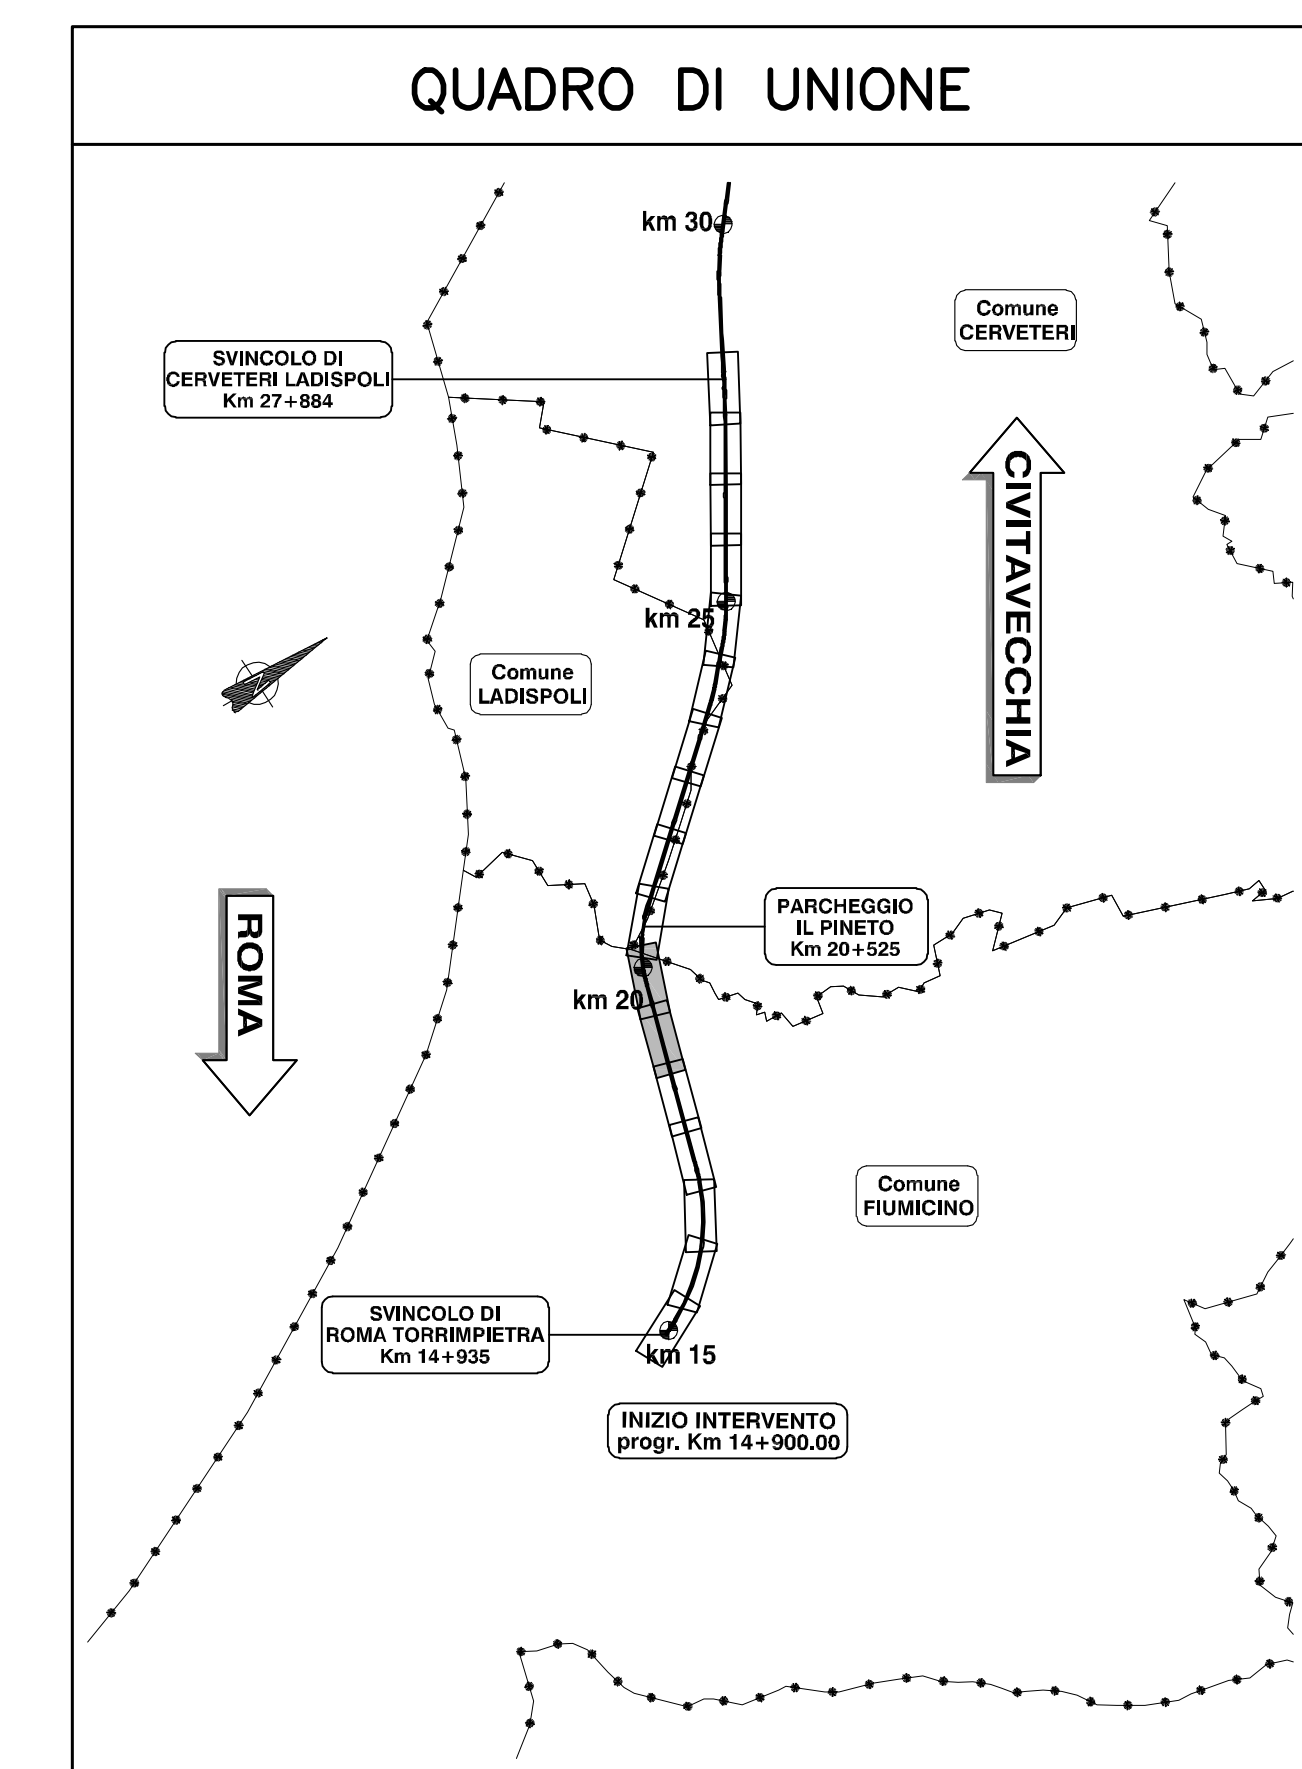 QUADRO DI UNIONE
km 30
Comune
CERVETERI
SVINCOLO DI
CERVETERI LADISPOLI
Km 27+884
CIVITAVECCHIA
km 25
Comune
LADISPOLI
ROMA
PARCHEGGIO
IL PINETO
Km 20+525
km 20
Comune
FIUMICINO
SVINCOLO DI
ROMA TORRIMPIETRA
Km 14+935
km 15
INIZIO INTERVENTO
progr. Km 14+900.00